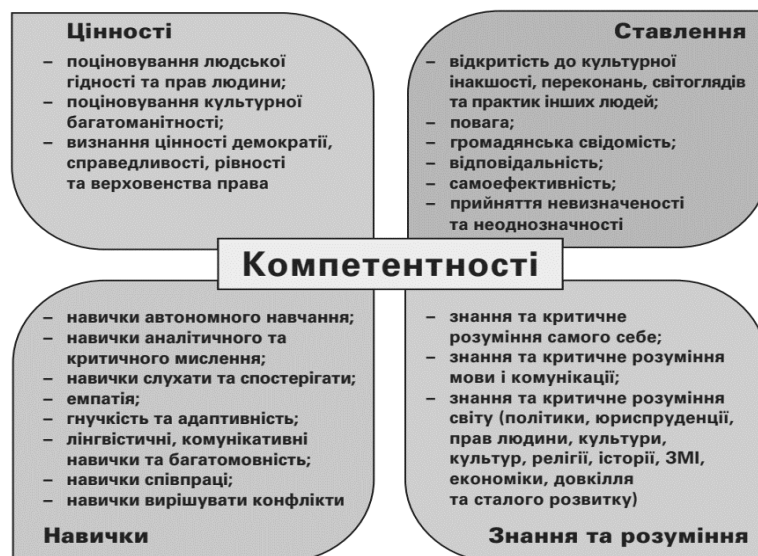 Цінності
– поціновування людської
гідності та прав людини;
– поціновування культурної
багатоманітності;
– визнання цінності демократії,
справедливості, рівності
та верховенства права
Ставлення
– відкритість до культурної
інакшості, переконань, світоглядів
та практик інших людей;
– повага;
– громадянська свідомість;
– відповідальність;
– самоефективність;
– прийняття невизначеності
та неоднозначності
Компетентності
– навички автономного навчання;
– навички аналітичного та
критичного мислення;
– навички слухати та спостерігати;
– емпатія;
– гнучкість та адаптивність;
– лінгвістичні, комунікативні
навички та багатомовність;
– навички співпраці;
– навички вирішувати конфлікти
Навички
– знання та критичне
розуміння самого себе;
– знання та критичне розуміння
мови і комунікації;
– знання та критичне розуміння
світу (політики, юриспруденції,
прав людини, культури,
культур, релігії, історії, ЗМІ,
економіки, довкілля
та сталого розвитку)
Знання та розуміння